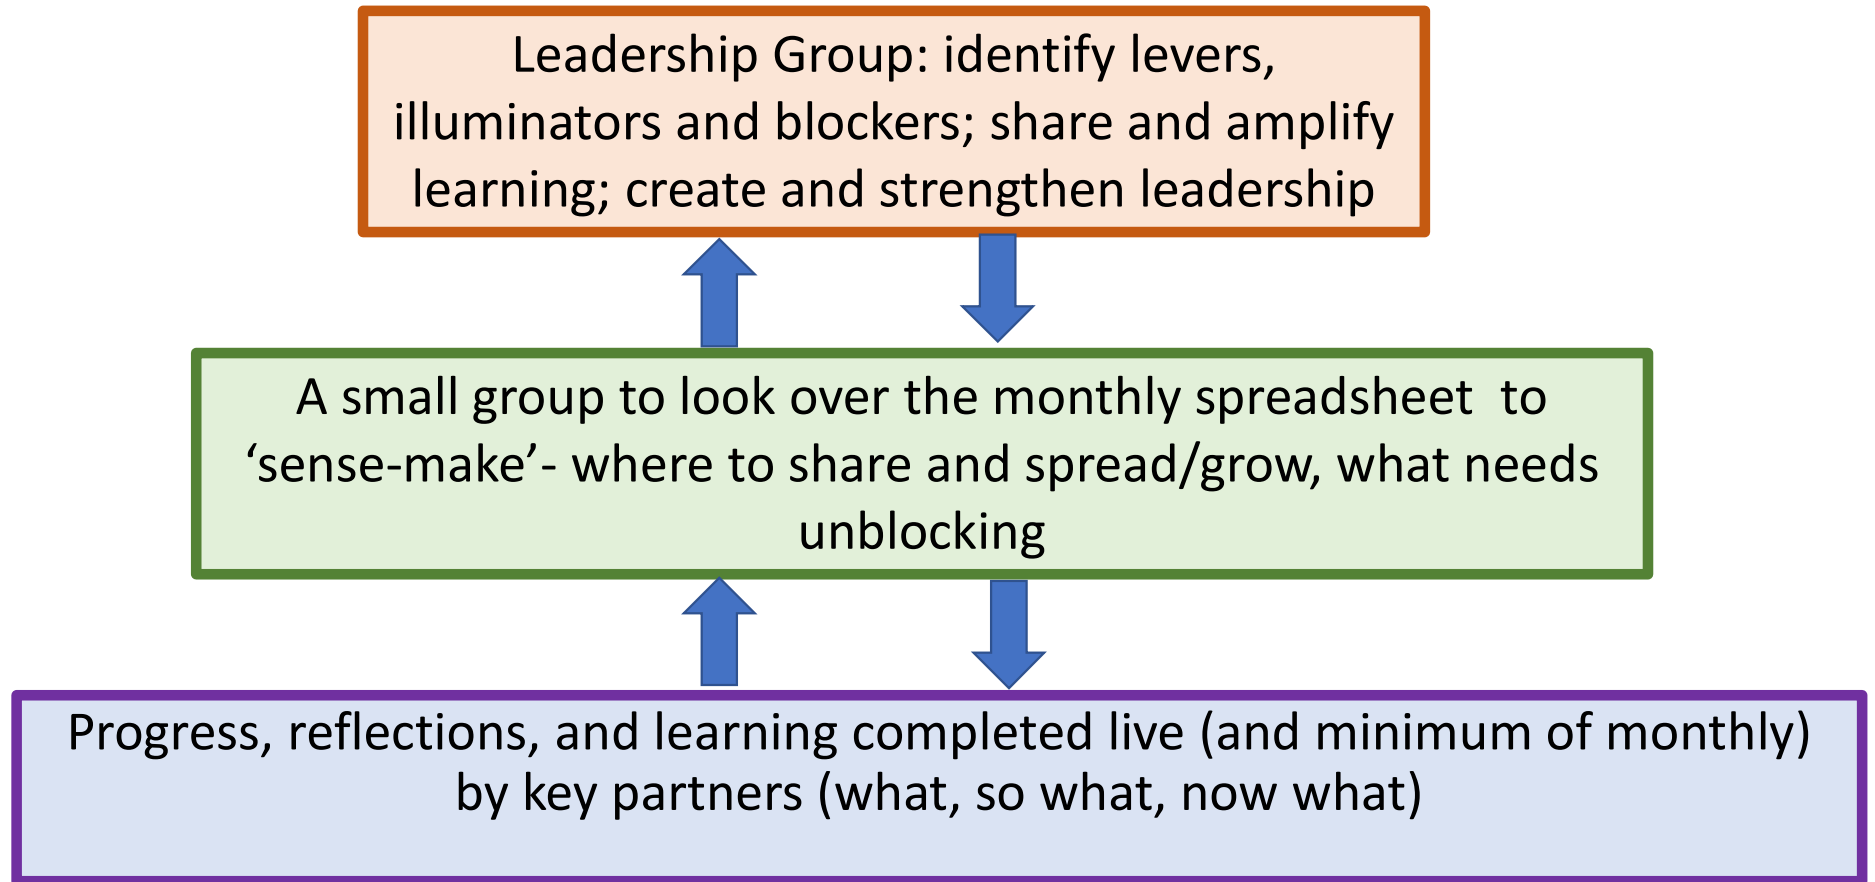 Leadership Group: identify levers,
illuminators and blockers; share and amplify
learning; create and strengthen leadership
A small group to look over the monthly spreadsheet  to
‘sense-make’- where to share and spread/grow, what needs
unblocking
Progress, reflections, and learning completed live (and minimum of monthly)
by key partners (what, so what, now what)